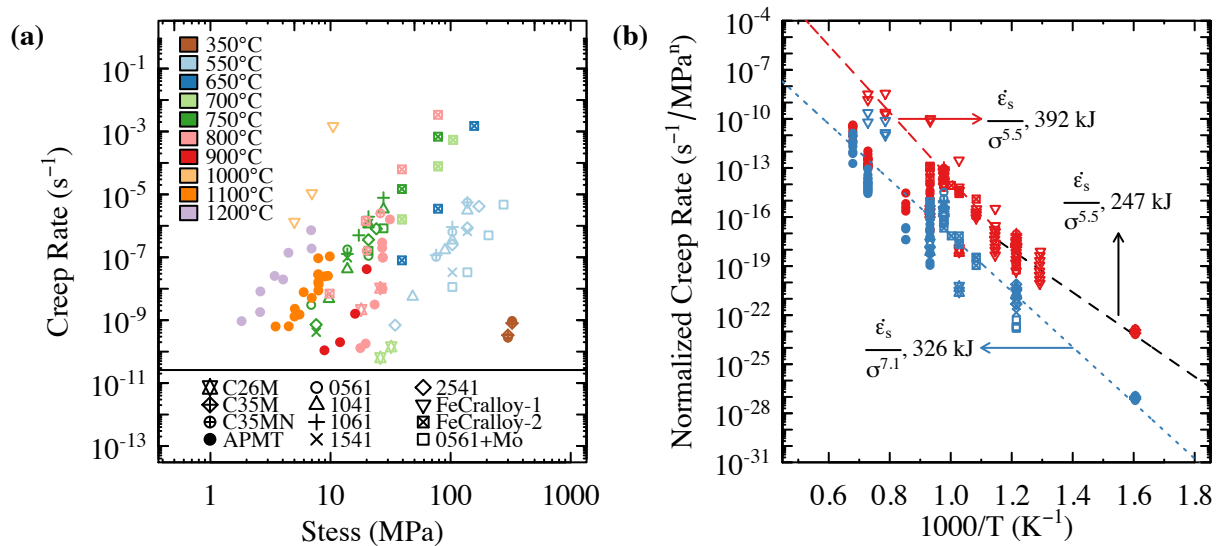 (a)
Creep Rate (s⁻¹)
10⁻¹
10⁻³
10⁻⁵
10⁻⁷
10⁻⁹
10⁻¹¹
10⁻¹³
350°C
550°C
650°C
700°C
750°C
800°C
900°C
1000°C
1100°C
1200°C
C26M
C35M
C35MN
APMT
0561
1041
1061
1541
2541
FeCralloy-1
FeCralloy-2
0561+Mo
1 10 100 1000
Stess (MPa)
(b)
Normalized Creep Rate (s⁻¹/MPaⁿ)
10⁻⁴
10⁻⁷
10⁻⁸
10⁻¹⁰
10⁻¹³
10⁻¹⁶
10⁻¹⁹
10⁻²²
10⁻²⁵
10⁻²⁸
10⁻³¹
ε̇ₛ
σ⁵·⁵, 392 kJ
ε̇ₛ
σ⁵·⁵, 247 kJ
ε̇ₛ
σ⁷·¹, 326 kJ
0.6 0.8 1.0 1.2 1.4 1.6 1.8
1000/T (K⁻¹)